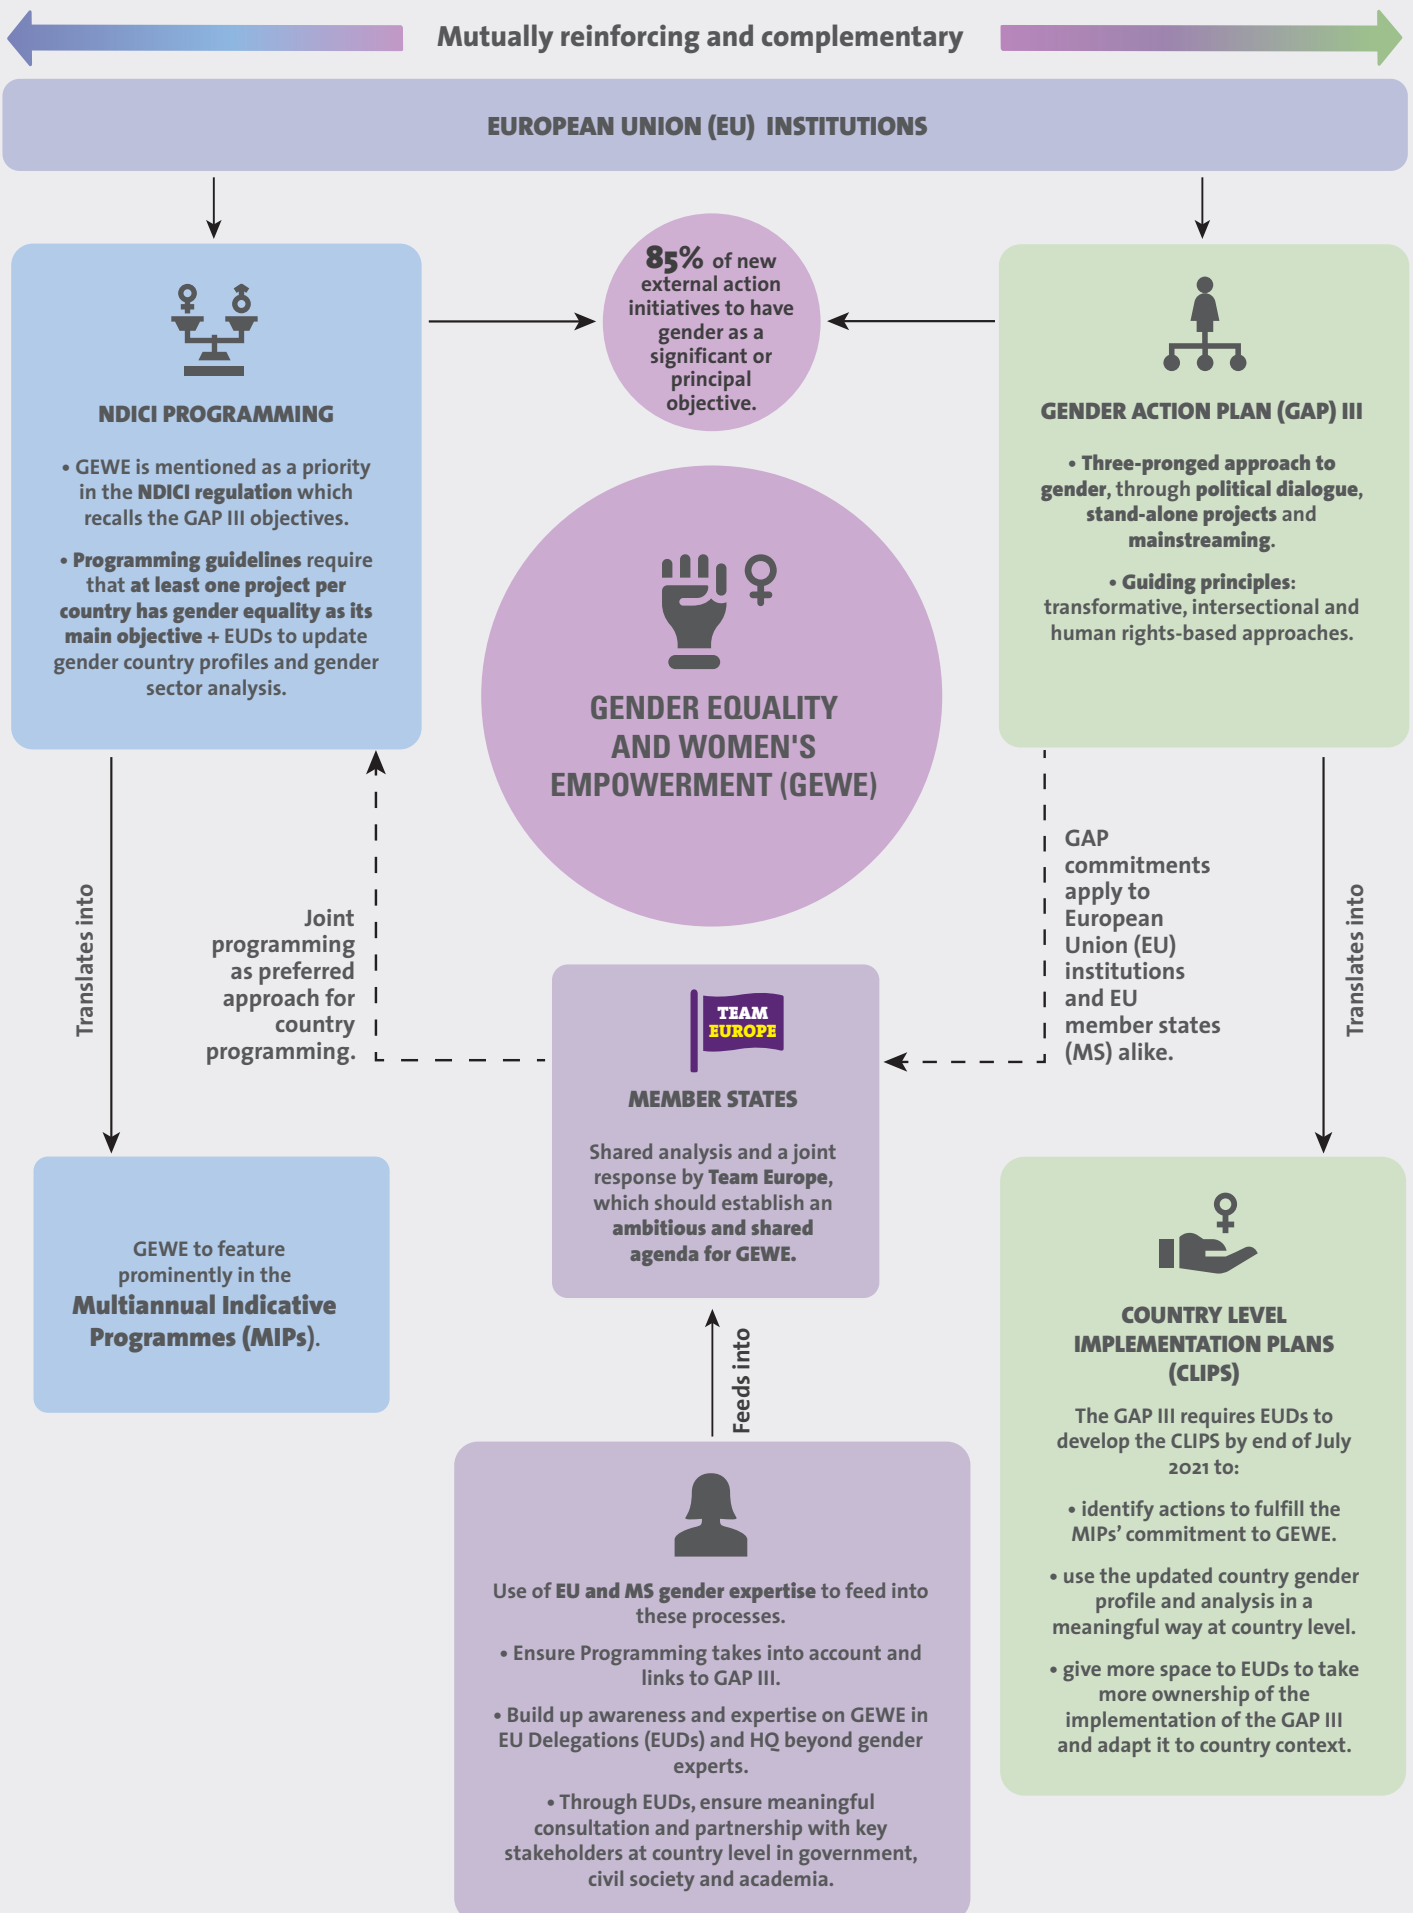 Mutually reinforcing and complementary
EUROPEAN UNION (EU) INSTITUTIONS
NDICI PROGRAMMING
• GEWE is mentioned as a priority
in the NDICI regulation which
recalls the GAP III objectives.
• Programming guidelines require
that at least one project per
country has gender equality as its
main objective + EUDs to update
gender country profiles and gender
sector analysis.
85% of new
external action
initiatives to have
gender as a
significant or
principal
objective.
GENDER ACTION PLAN (GAP) III
• Three-pronged approach to
gender, through political dialogue,
stand-alone projects and
mainstreaming.
• Guiding principles:
transformative, intersectional and
human rights-based approaches.
GENDER EQUALITY
AND WOMEN'S
EMPOWERMENT (GEWE)
Translates into
Joint
programming
as preferred
approach for
country
programming.
GAP
commitments
apply to
European
Union (EU)
institutions
and EU
member states
(MS) alike.
Translates into
TEAM
EUROPE
MEMBER STATES
Shared analysis and a joint
response by Team Europe,
which should establish an
ambitious and shared
agenda for GEWE.
GEWE to feature
prominently in the
Multiannual Indicative
Programmes (MIPs).
Feeds into
Use of EU and MS gender expertise to feed into
these processes.
• Ensure Programming takes into account and
links to GAP III.
• Build up awareness and expertise on GEWE in
EU Delegations (EUDs) and HQ beyond gender
experts.
• Through EUDs, ensure meaningful
consultation and partnership with key
stakeholders at country level in government,
civil society and academia.
COUNTRY LEVEL
IMPLEMENTATION PLANS
(CLIPS)
The GAP III requires EUDs to
develop the CLIPS by end of July
2021 to:
• identify actions to fulfill the
MIPs’ commitment to GEWE.
• use the updated country gender
profile and analysis in a
meaningful way at country level.
• give more space to EUDs to take
more ownership of the
implementation of the GAP III
and adapt it to country context.